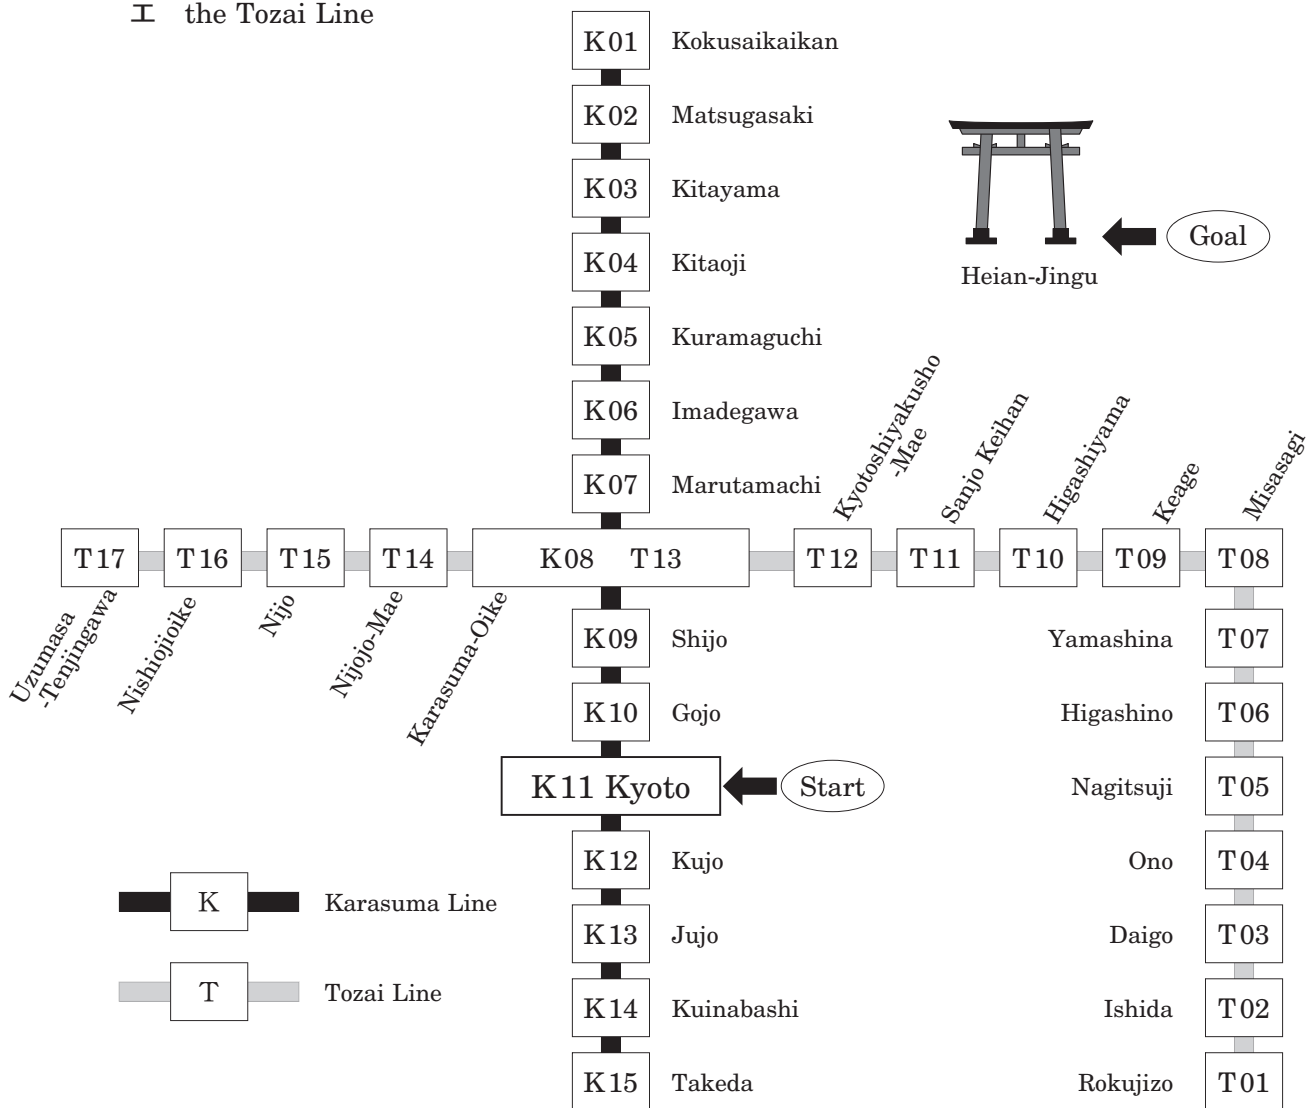 エ the Tozai Line
K01 Kokusaikaikan
K02 Matsugasaki
K03 Kitayama
Goal
K04 Kitaoji
Heian-Jingu
K05 Kuramaguchi
K06 Imadegawa
K07 Marutamachi
Kyotoshiyakusho
-Mae
Sanjo Keihan
Higashiyama
Keage
Misasagi
T17 T16 T15 T14 K08 T13 T12 T11 T10 T09 T08
Uzumasa
-Tenjingawa
Nishiojioike
Nijo
Nijojo-Mae
Karasuma-Oike
K09 Shijo
Yamashina T07
K10 Gojo
Higashino T06
K11 Kyoto
Start
Nagitsuji T05
K12 Kujo
Ono T04
K Karasuma Line
K13 Jujo
Daigo T03
T Tozai Line
K14 Kuinabashi
Ishida T02
K15 Takeda
Rokujizo T01